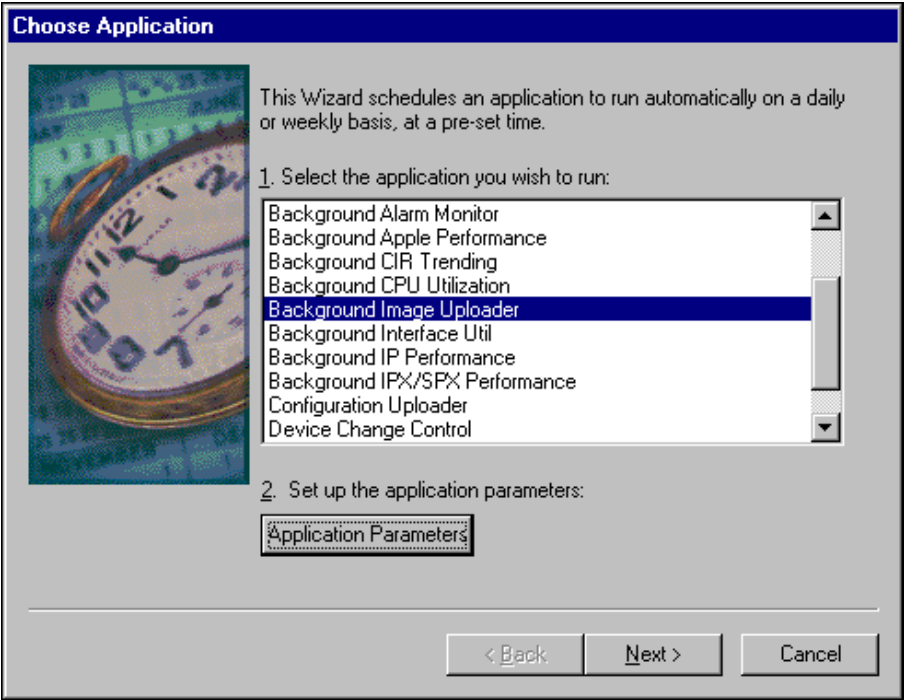 Choose Application
This Wizard schedules an application to run automatically on a daily
or weekly basis, at a pre-set time.
1. Select the application you wish to run:
Background Alarm Monitor
Background Apple Performance
Background CIR Trending
Background CPU Utilization
Background Image Uploader
Background Interface Util
Background IP Performance
Background IPX/SPX Performance
Configuration Uploader
Device Change Control
2. Set up the application parameters:
Application Parameters
< Back
Next >
Cancel